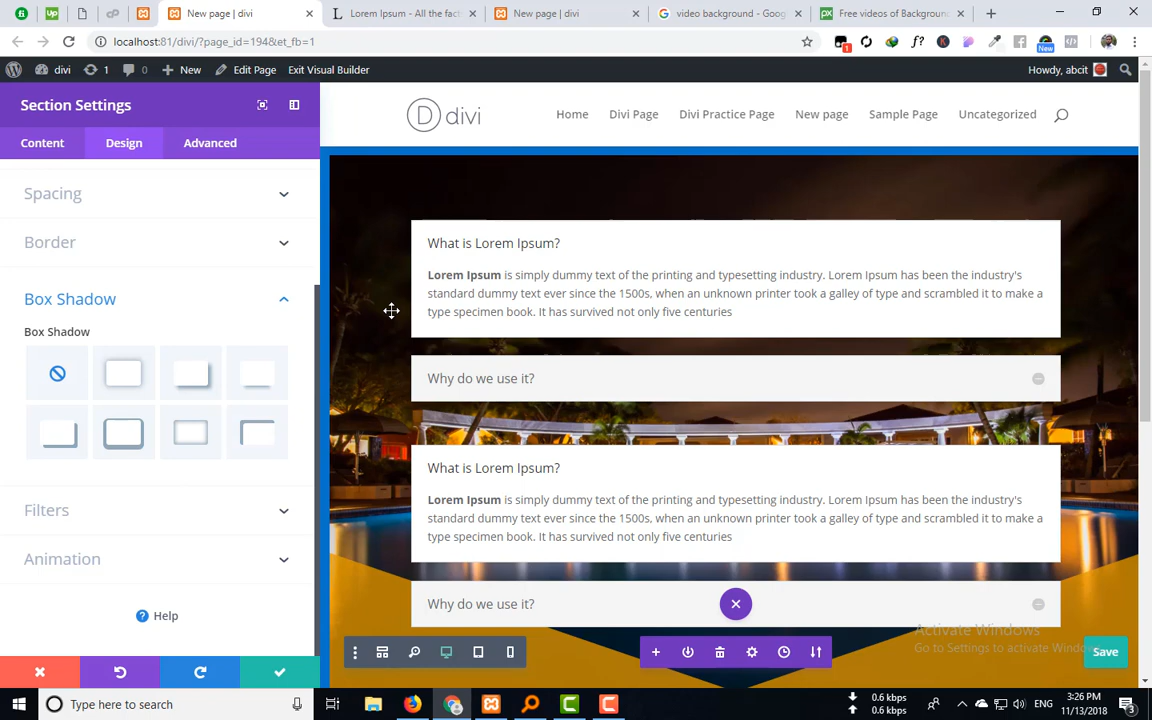 New page | divi
Lorem Ipsum - All the fact
New page | divi
video background - Goog
Free videos of Background
localhost:81/divi/?page_id=194&et_fb=1
1
New
divi
1
0
New
Edit Page
Exit Visual Builder
Howdy, abcit
Section Settings
Content
Design
Advanced
Spacing
Border
Box Shadow
Box Shadow
Filters
Animation
Help
D divi
Home
Divi Page
Divi Practice Page
New page
Sample Page
Uncategorized
What is Lorem Ipsum?
Lorem Ipsum is simply dummy text of the printing and typesetting industry. Lorem Ipsum has been the industry's
standard dummy text ever since the 1500s, when an unknown printer took a galley of type and scrambled it to make a
type specimen book. It has survived not only five centuries
Why do we use it?
What is Lorem Ipsum?
Lorem Ipsum is simply dummy text of the printing and typesetting industry. Lorem Ipsum has been the industry's
standard dummy text ever since the 1500s, when an unknown printer took a galley of type and scrambled it to make a
type specimen book. It has survived not only five centuries
Why do we use it?
Activate Windows
Go to Settings to activate Windows
Save
Type here to search
0.6 kbps
0.6 kbps
ENG
3:26 PM
11/13/2018
3